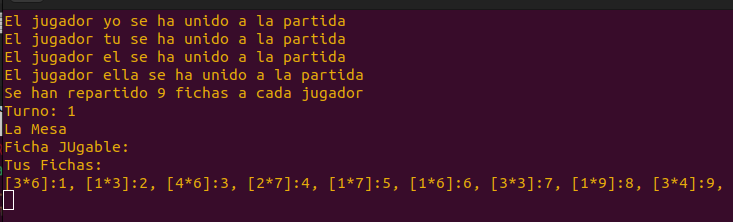 El jugador yo se ha unido a la partida
El jugador tu se ha unido a la partida
El jugador el se ha unido a la partida
El jugador ella se ha unido a la partida
Se han repartido 9 fichas a cada jugador
Turno: 1
La Mesa
Ficha JUgable:
Tus Fichas:
[3*6]:1, [1*3]:2, [4*6]:3, [2*7]:4, [1*7]:5, [1*6]:6, [3*3]:7, [1*9]:8, [3*4]:9,